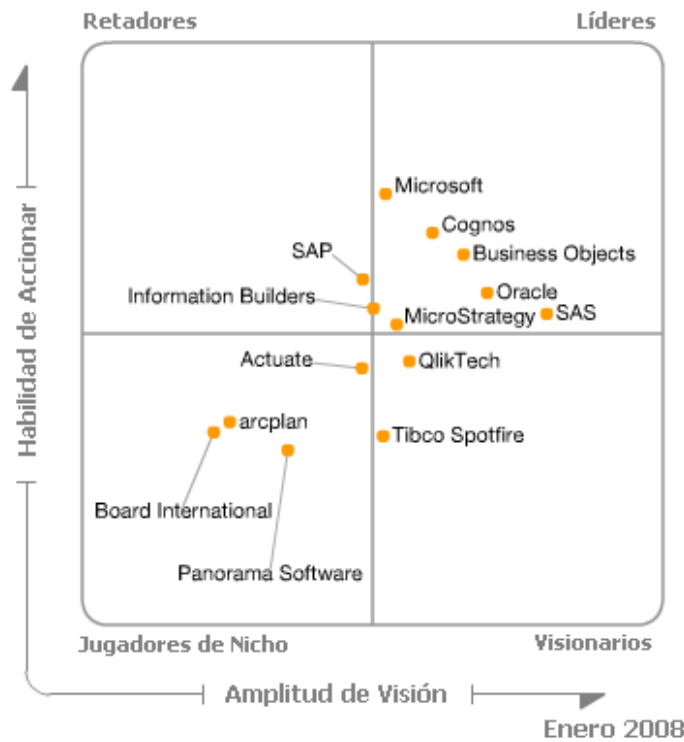 Retadores
Líderes
Microsoft
Cognos
SAP
Business Objects
Information Builders
Oracle
MicroStrategy
SAS
Actuate
QlikTech
arcplan
Tibco Spotfire
Board International
Panorama Software
Jugadores de Nicho
Visionarios
Habilidad de Accionar
Amplitud de Visión
Enero 2008